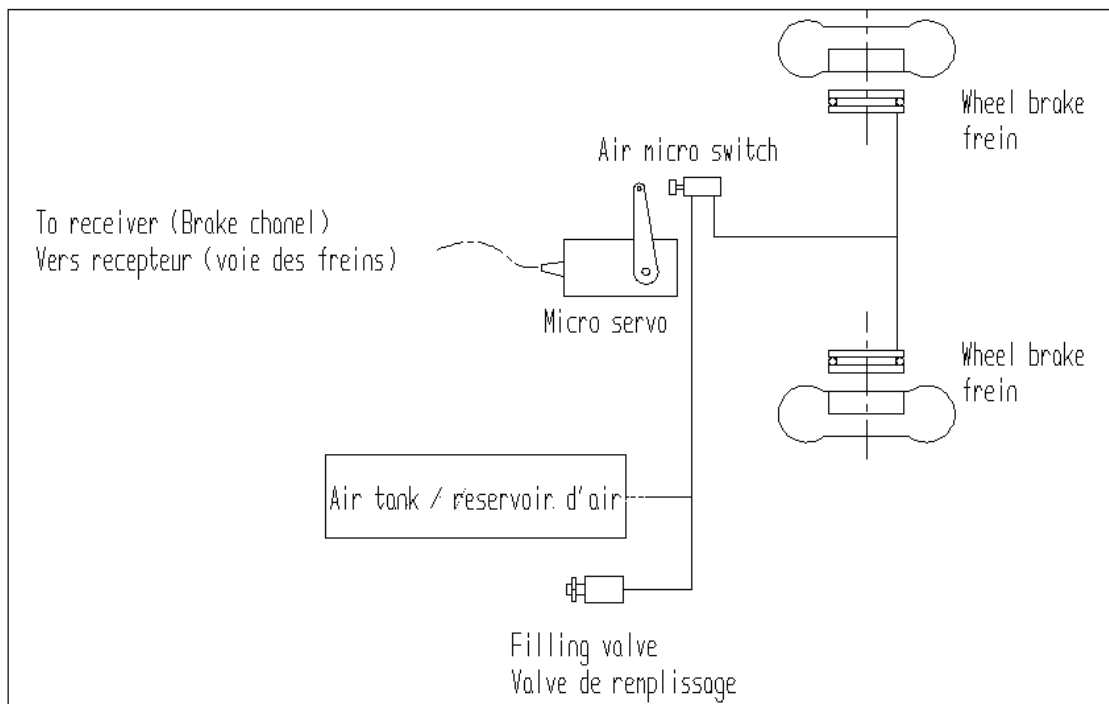 Wheel brake
frein
Air micro switch
To receiver (Brake chanel)
Vers recepteur (voie des freins)
Micro servo
Wheel brake
frein
Air tank / reservoir d'air
Filling valve
Valve de remplissage